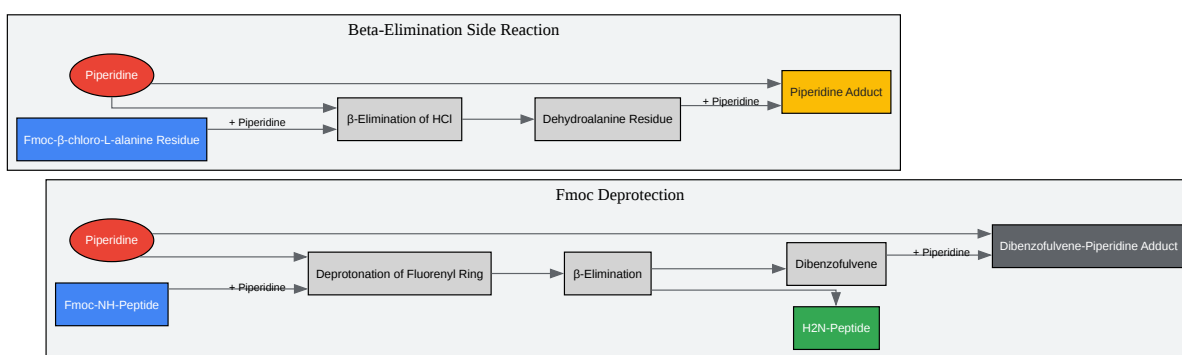 Beta-Elimination Side Reaction
Piperidine
Piperidine Adduct
+ Piperidine
β-Elimination of HCl
Dehydroalanine Residue
+ Piperidine
Fmoc-β-chloro-L-alanine Residue
Fmoc Deprotection
Piperidine
Dibenzofulvene-Piperidine Adduct
+ Piperidine
Dibenzofulvene
Deprotonation of Fluorenyl Ring
β-Elimination
+ Piperidine
Fmoc-NH-Peptide
H2N-Peptide